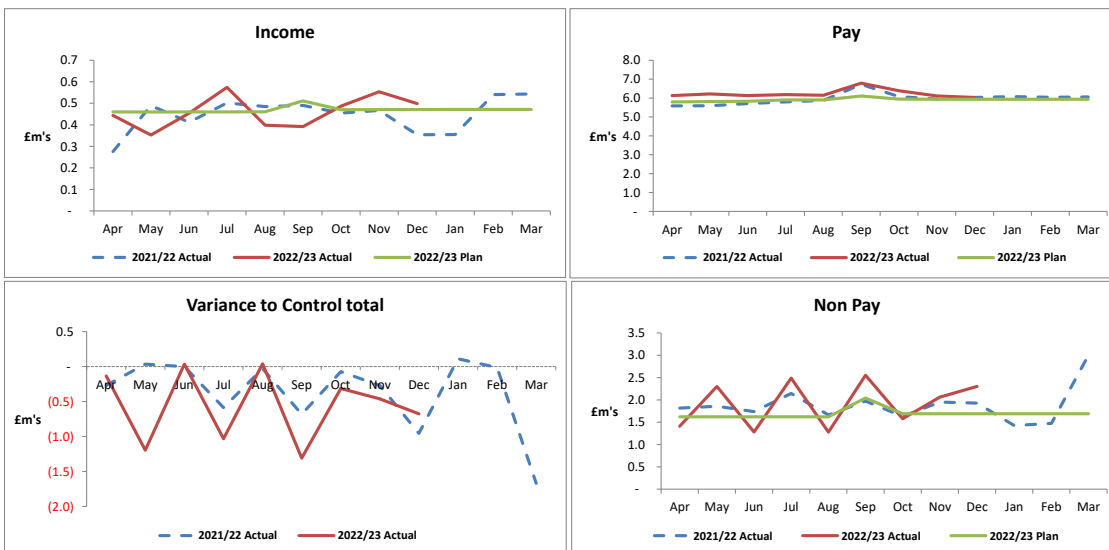 Income
0.7
0.6
0.5
0.4
£m's
0.3
0.2
0.1
-
Apr May Jun Jul Aug Sep Oct Nov Dec Jan Feb Mar
2021/22 Actual 2022/23 Actual 2022/23 Plan
Pay
8.0
7.0
6.0
5.0
£m's
4.0
3.0
2.0
1.0
-
Apr May Jun Jul Aug Sep Oct Nov Dec Jan Feb Mar
2021/22 Actual 2022/23 Actual 2022/23 Plan
Variance to Control total
0.5
-
Apr May Jun Jul Aug Sep Oct Nov Dec Jan Feb Mar
(0.5)
£m's
(1.0)
(1.5)
(2.0)
2021/22 Actual 2022/23 Actual
Non Pay
3.5
3.0
2.5
2.0
£m's
1.5
1.0
0.5
-
Apr May Jun Jul Aug Sep Oct Nov Dec Jan Feb Mar
2021/22 Actual 2022/23 Actual 2022/23 Plan